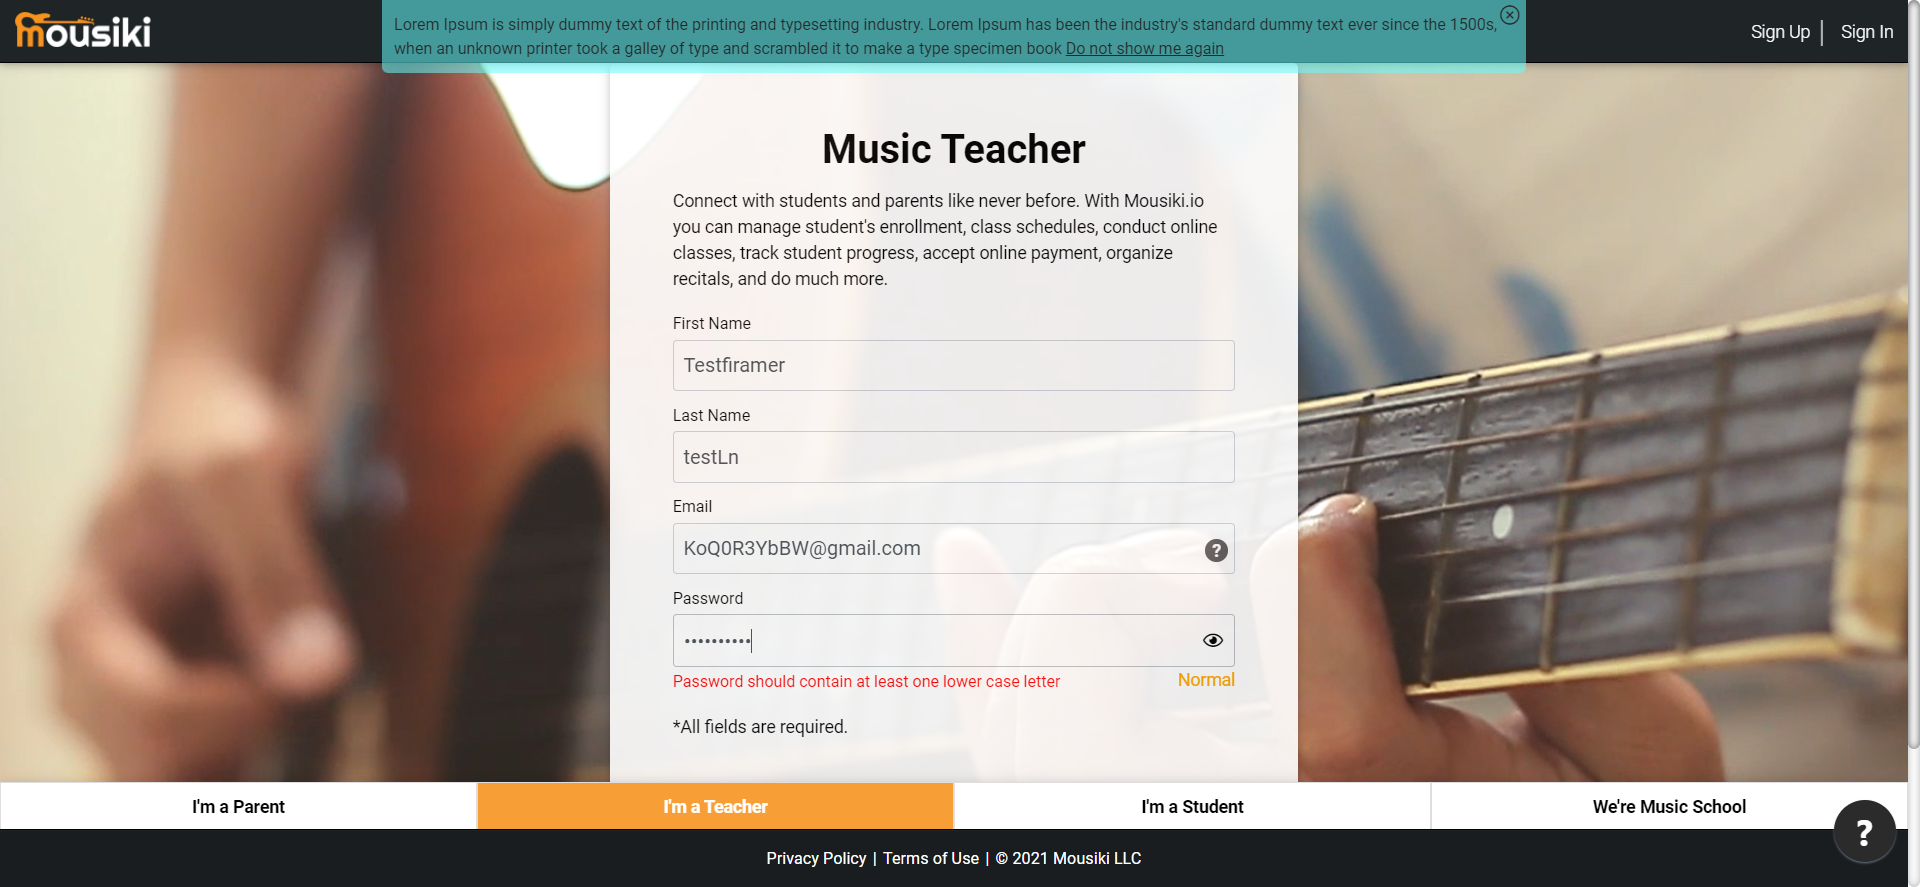 mousiki
Lorem Ipsum is simply dummy text of the printing and typesetting industry. Lorem Ipsum has been the industry's standard dummy text ever since the 1500s,
when an unknown printer took a galley of type and scrambled it to make a type specimen book Do not show me again
Sign Up | Sign In
Music Teacher
Connect with students and parents like never before. With Mousiki.io
you can manage student's enrollment, class schedules, conduct online
classes, track student progress, accept online payment, organize
recitals, and do much more.
First Name
Testfiramer
Last Name
testLn
Email
KoQ0R3YbBW@gmail.com
?
Password
••••••••••
Password should contain at least one lower case letter
Normal
*All fields are required.
I'm a Parent
I'm a Teacher
I'm a Student
We're Music School
?
Privacy Policy | Terms of Use | © 2021 Mousiki LLC